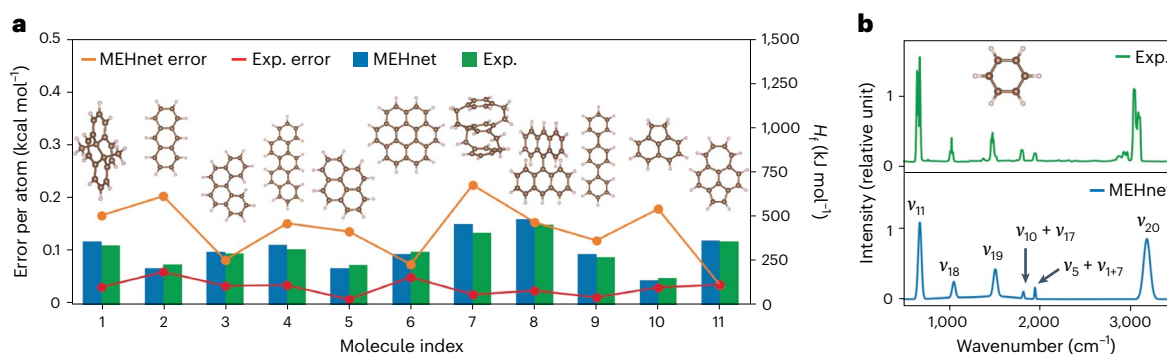 a
b
0.5
0.4
0.3
0.2
0.1
0
Error per atom (kcal mol⁻¹)
MEHnet error
Exp. error
MEHnet
Exp.
1,500
1,250
1,000
750
500
250
0
Hf (kJ mol⁻¹)
1 2 3 4 5 6 7 8 9 10 11
Molecule index
Exp.
1
0
MEHnet
ν11
ν18
ν19
ν10 + ν17
ν5 + ν1+7
ν20
1
0
Intensity (relative unit)
1,000 2,000 3,000
Wavenumber (cm⁻¹)